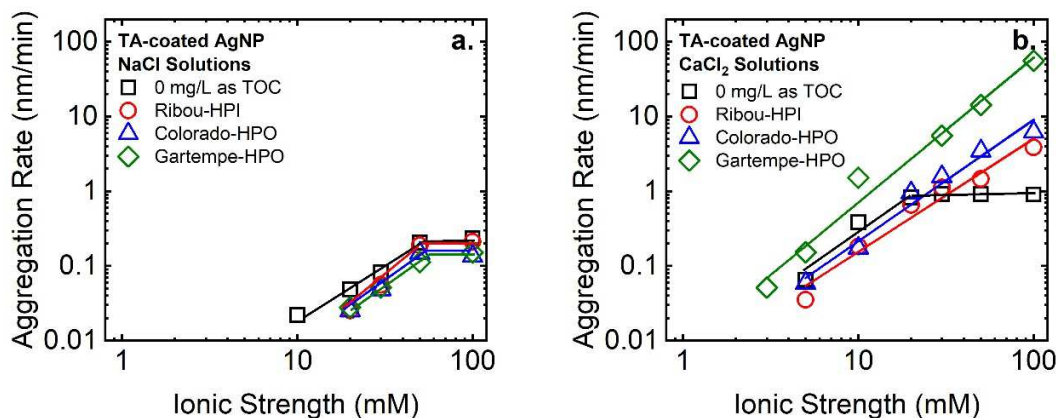 TA-coated AgNP
a.
NaCl Solutions
0 mg/L as TOC
Ribou-HPI
Colorado-HPO
Gartempe-HPO
100
10
1
0.1
0.01
Aggregation Rate (nm/min)
1
10
100
Ionic Strength (mM)
TA-coated AgNP
b.
CaCl₂ Solutions
0 mg/L as TOC
Ribou-HPI
Colorado-HPO
Gartempe-HPO
100
10
1
0.1
0.01
Aggregation Rate (nm/min)
1
10
100
Ionic Strength (mM)